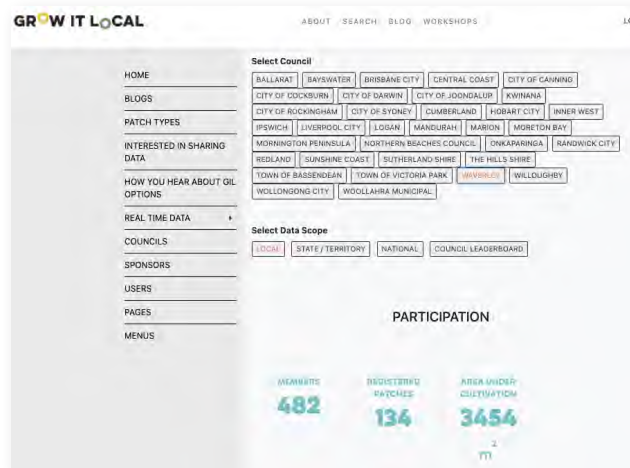 GROW IT LOCAL
ABOUT SEARCH BLOG WORKSHOPS
HOME
BLOGS
PATCH TYPES
INTERESTED IN SHARING
DATA
HOW YOU HEAR ABOUT GIL
OPTIONS
REAL TIME DATA
COUNCILS
SPONSORS
USERS
PAGES
MENUS
Select Council
BALLARAT BAYSWATER BRISBANE CITY CENTRAL COAST CITY OF CANNING
CITY OF COCKBURN CITY OF DARWIN CITY OF JOONDALUP KWINANA
CITY OF ROCKINGHAM CITY OF SYDNEY CUMBERLAND HOBART CITY INNER WEST
IPSWICH LIVERPOOL CITY LOGAN MANDURAH MARION MORETON BAY
MORNINGTON PENINSULA NORTHERN BEACHES COUNCIL ONKAPARINGA RANDWICK CITY
REDLAND SUNSHINE COAST SUTHERLAND SHIRE THE HILLS SHIRE
TOWN OF BASSENDEAN TOWN OF VICTORIA PARK WAVERLEY WILLOUGHBY
WOLLONGONG CITY WOOLLAHRA MUNICIPAL
Select Data Scope
LOCAL STATE / TERRITORY NATIONAL COUNCIL LEADERBOARD
PARTICIPATION
MEMBERS
482
REGISTERED
PATCHES
134
AREA UNDER
CULTIVATION
3454
m²